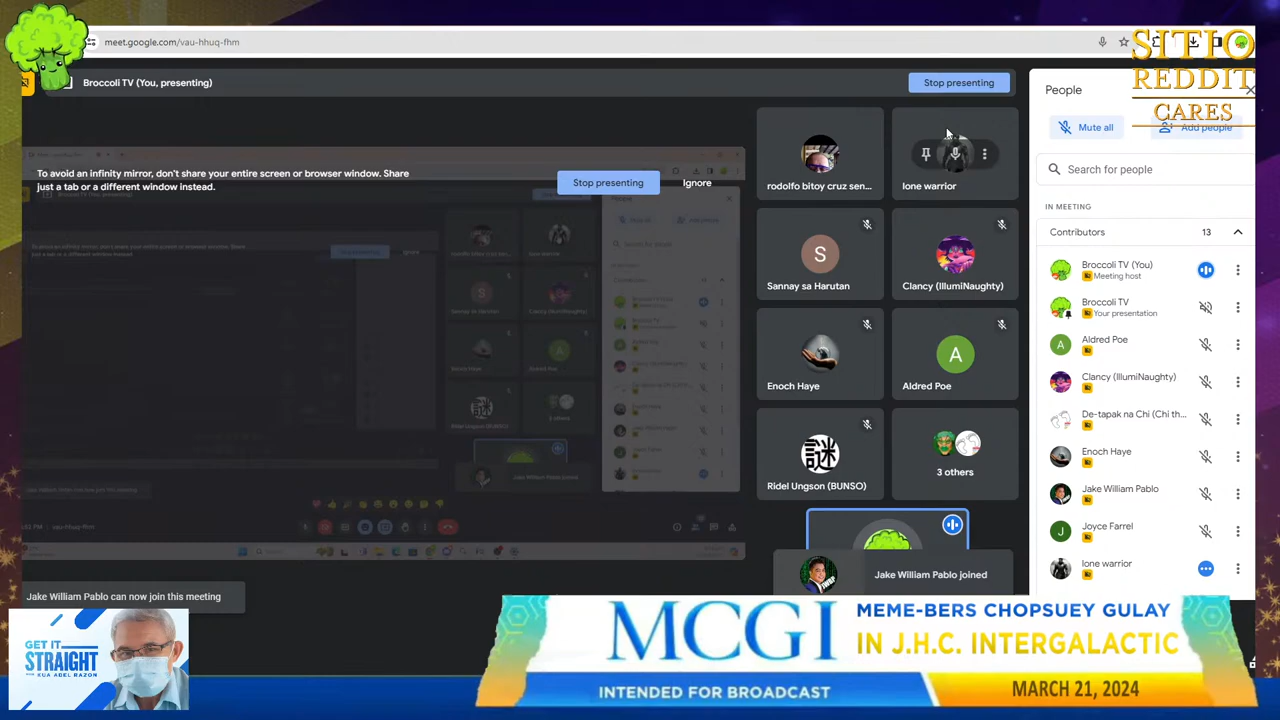 meet.google.com/vau-hhuq-fhm
SITIO
REDDIT
CARES
Broccoli TV (You, presenting)
Stop presenting
To avoid an infinity mirror, don't share your entire screen or browser window. Share
just a tab or a different window instead.
Stop presenting
Ignore
rodolfo bitoy cruz sen...
lone warrior
S
Sannay sa Harutan
Clancy (IllumiNaughty)
Enoch Haye
A
Aldred Poe
謎
Ridel Ungson (BUNSO)
3 others
Jake William Pablo joined
Jake William Pablo can now join this meeting
People
Mute all
Add people
Search for people
IN MEETING
Contributors
13
Broccoli TV (You)
Meeting host
Broccoli TV
Your presentation
A
Aldred Poe
Clancy (IllumiNaughty)
De-tapak na Chi (Chi th...
Enoch Haye
Jake William Pablo
J
Joyce Farrel
lone warrior
GET IT
STRAIGHT
WITH KUA ADEL RAZON
MCGI
MEME-BERS CHOPSUEY GULAY
IN J.H.C. INTERGALACTIC
INTENDED FOR BROADCAST
MARCH 21, 2024